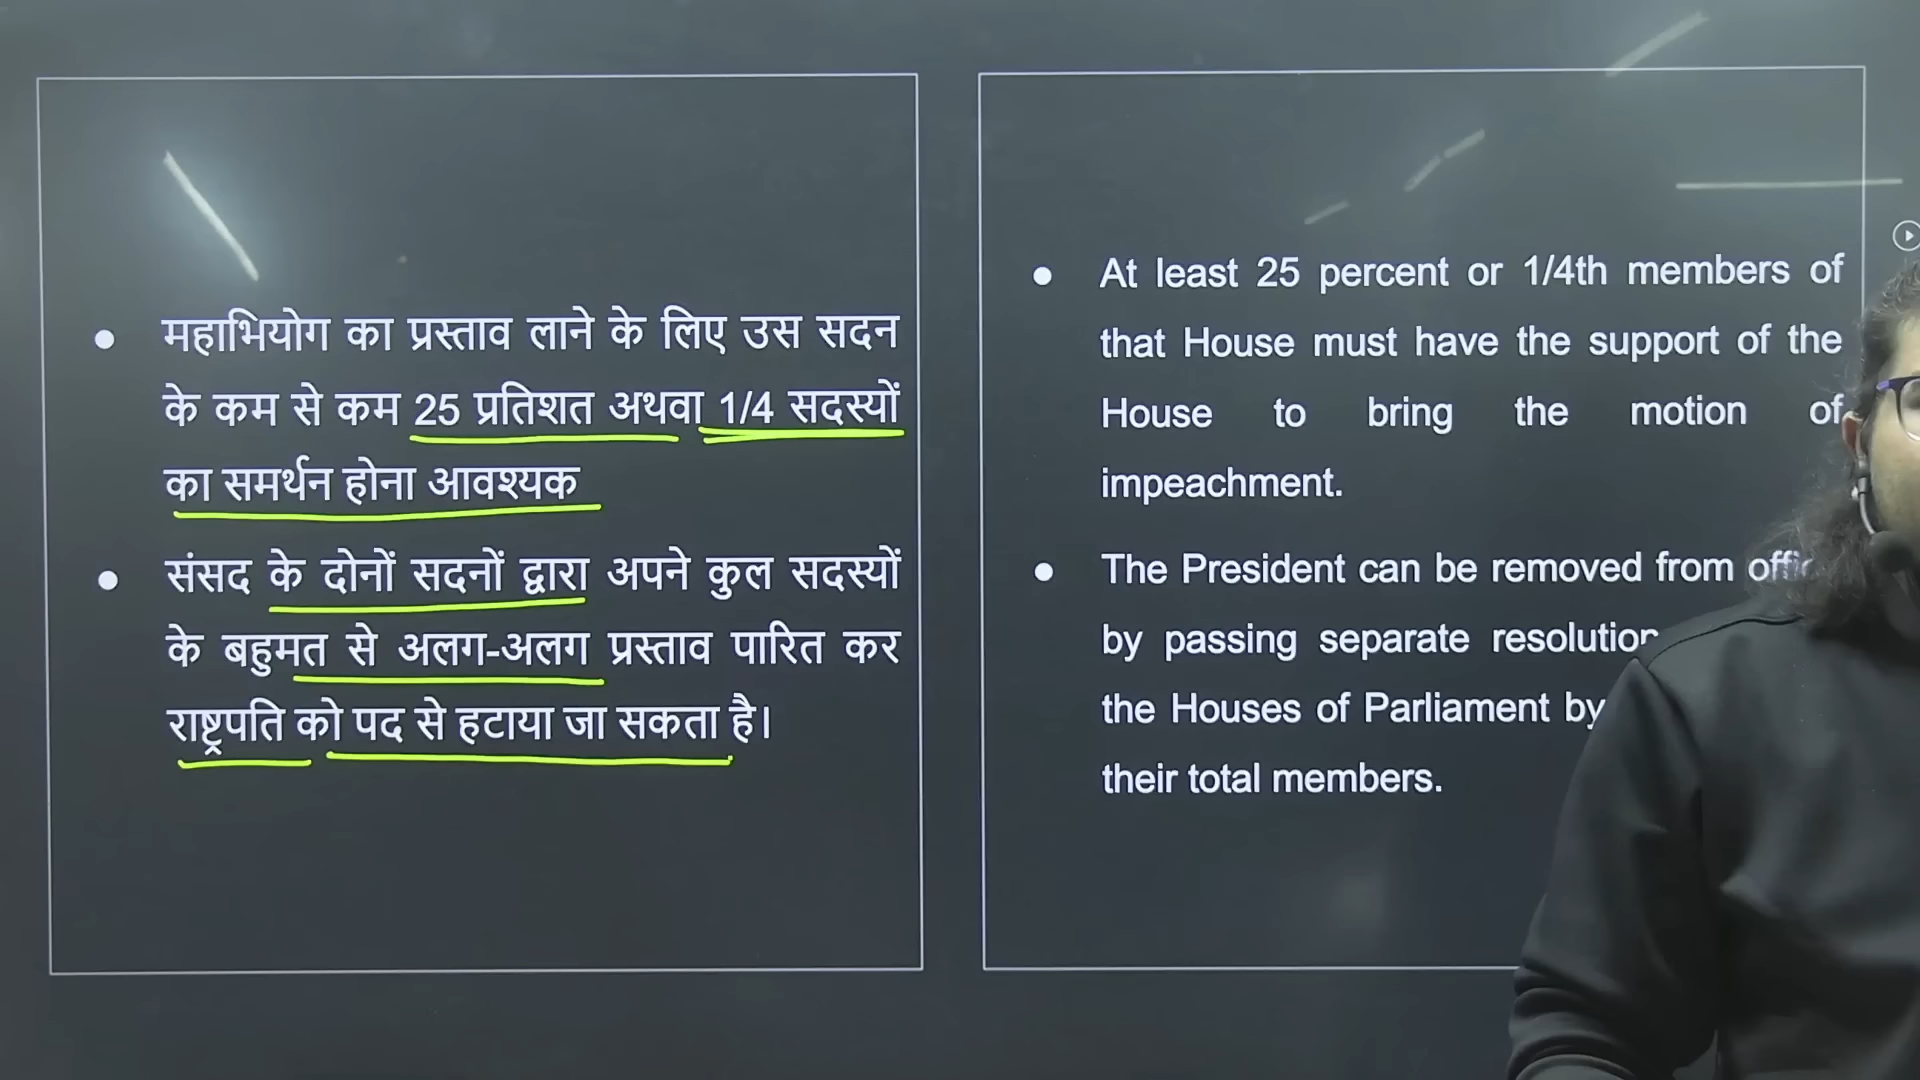 महाभियोग का प्रस्ताव लाने के लिए उस सदन
के कम से कम 25 प्रतिशत अथवा 1/4 सदस्यों
का समर्थन होना आवश्यक
संसद के दोनों सदनों द्वारा अपने कुल सदस्यों
के बहुमत से अलग-अलग प्रस्ताव पारित कर
राष्ट्रपति को पद से हटाया जा सकता है।
At least 25 percent or 1/4th members of
that House must have the support of the
House to bring the motion of
impeachment.
The President can be removed from
by passing separate
the Houses of Parliament by
their total members.